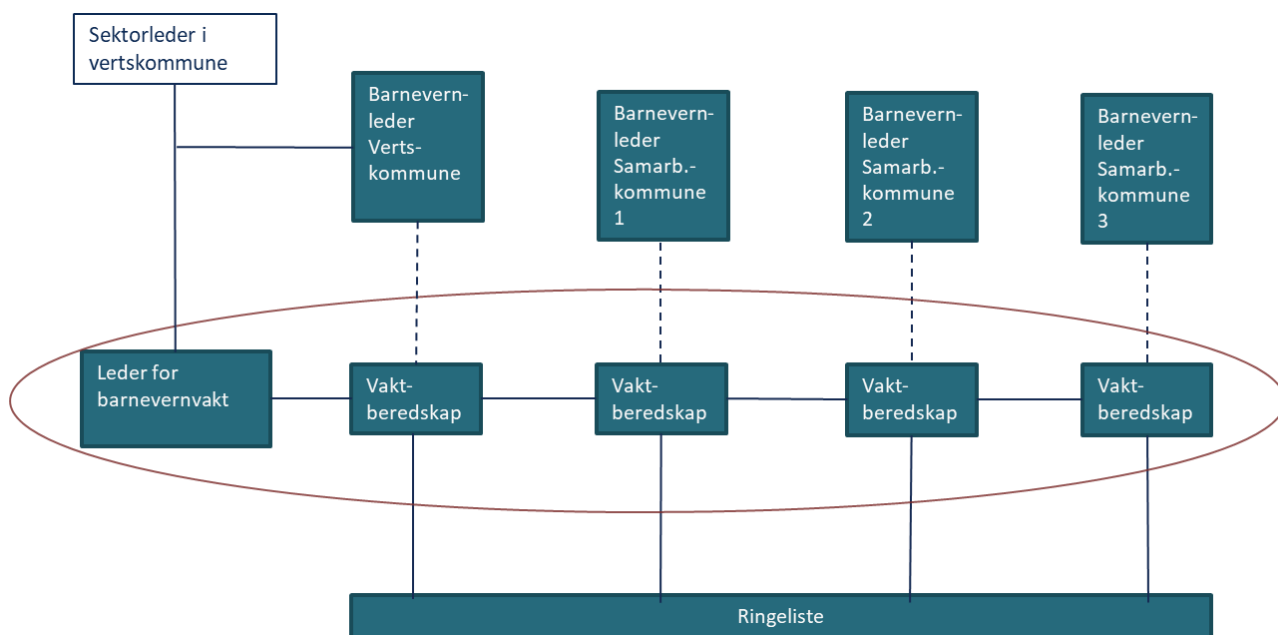 Sektorleder i
vertskommune
Barnevern-
leder
Verts-
kommune
Barnevern-
leder
Samarb.-
kommune
1
Barnevern-
leder
Samarb.-
kommune
2
Barnevern-
leder
Samarb.-
kommune
3
Leder for
barnevernvakt
Vakt-
beredskap
Vakt-
beredskap
Vakt-
beredskap
Vakt-
beredskap
Ringeliste